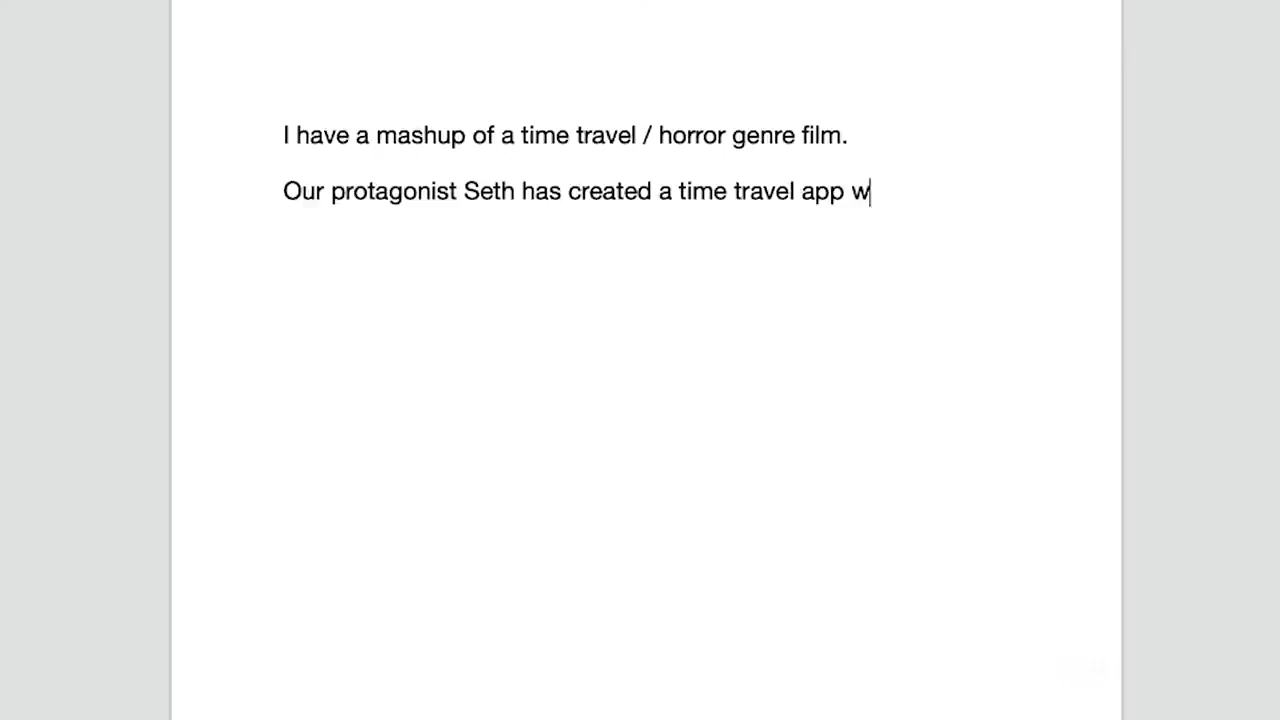 I have a mashup of a time travel / horror genre film.
Our protagonist Seth has created a time travel app w